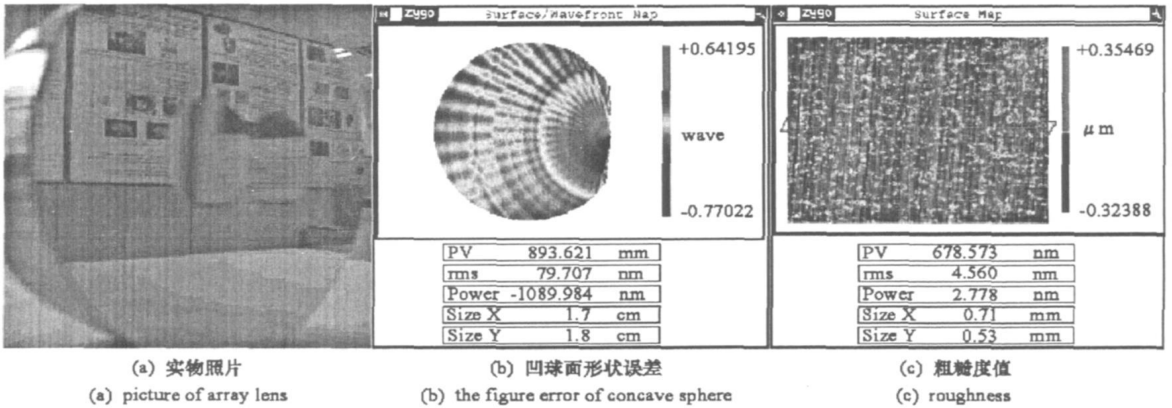 zygo
Surface/Wavefront Map
+0.64195
wave
-0.77022
PV 893.621 mm
rms 79.707 nm
Power -1089.984 nm
Size X 1.7 cm
Size Y 1.8 cm
zygo
Surface Map
+0.35469
μm
-0.32388
PV 678.573 nm
rms 4.560 nm
Power 2.778 nm
Size X 0.71 mm
Size Y 0.53 mm
(a) 实物照片
(b) 凹球面形状误差
(c) 粗糙度值
(a) picture of array lens
(b) the figure error of concave sphere
(c) roughness